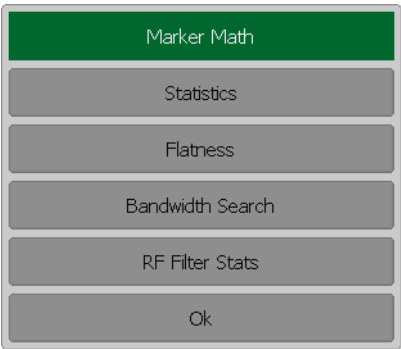 Marker Math
Statistics
Flatness
Bandwidth Search
RF Filter Stats
Ok